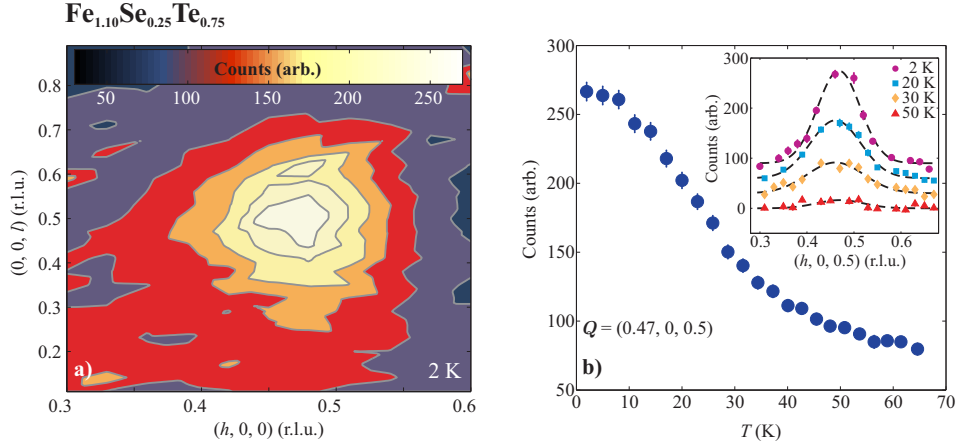 Fe1.10Se0.25Te0.75
a)
Counts (arb.)
50 100 150 200 250
0.8
0.7
0.6
0.5
0.4
0.3
0.2
(0, 0, l) (r.l.u.)
2 K
0.3 0.4 0.5 0.6
(h, 0, 0) (r.l.u.)
b)
300
250
200
150
100
50
Counts (arb.)
Q = (0.47, 0, 0.5)
0 10 20 30 40 50 60 70
T (K)
300
200
100
0
Counts (arb.)
2 K
20 K
30 K
50 K
0.3 0.4 0.5 0.6
(h, 0, 0.5) (r.l.u.)